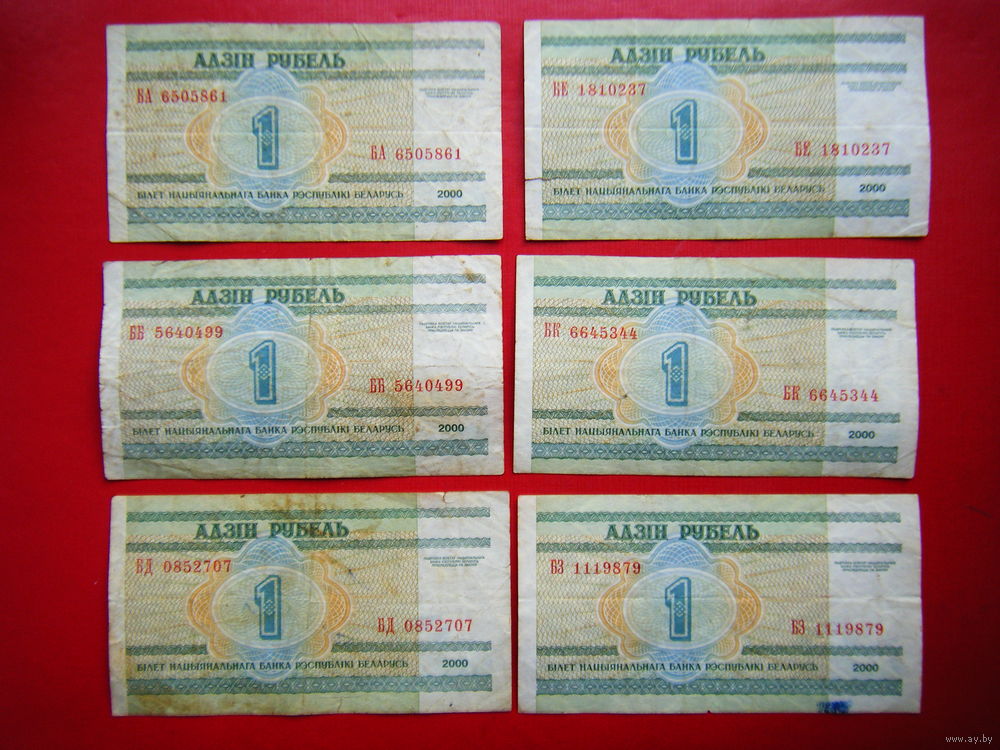 АДЗІН РУБЕЛЬ
БА 6505861
1
БА 6505861
БІЛЕТ НАЦЫЯНАЛЬНАГА БАНКА РЭСПУБЛІКІ БЕЛАРУСЬ 2000
АДЗІН РУБЕЛЬ
БЕ 1810237
1
БЕ 1810237
БІЛЕТ НАЦЫЯНАЛЬНАГА БАНКА РЭСПУБЛІКІ БЕЛАРУСЬ 2000
АДЗІН РУБЕЛЬ
ББ 5640499
1
ББ 5640499
БІЛЕТ НАЦЫЯНАЛЬНАГА БАНКА РЭСПУБЛІКІ БЕЛАРУСЬ 2000
АДЗІН РУБЕЛЬ
БК 6645344
1
БК 6645344
БІЛЕТ НАЦЫЯНАЛЬНАГА БАНКА РЭСПУБЛІКІ БЕЛАРУСЬ 2000
АДЗІН РУБЕЛЬ
БД 0852707
1
БД 0852707
БІЛЕТ НАЦЫЯНАЛЬНАГА БАНКА РЭСПУБЛІКІ БЕЛАРУСЬ 2000
АДЗІН РУБЕЛЬ
БЗ 1119879
1
БЗ 1119879
БІЛЕТ НАЦЫЯНАЛЬНАГА БАНКА РЭСПУБЛІКІ БЕЛАРУСЬ 2000
www.ay.by